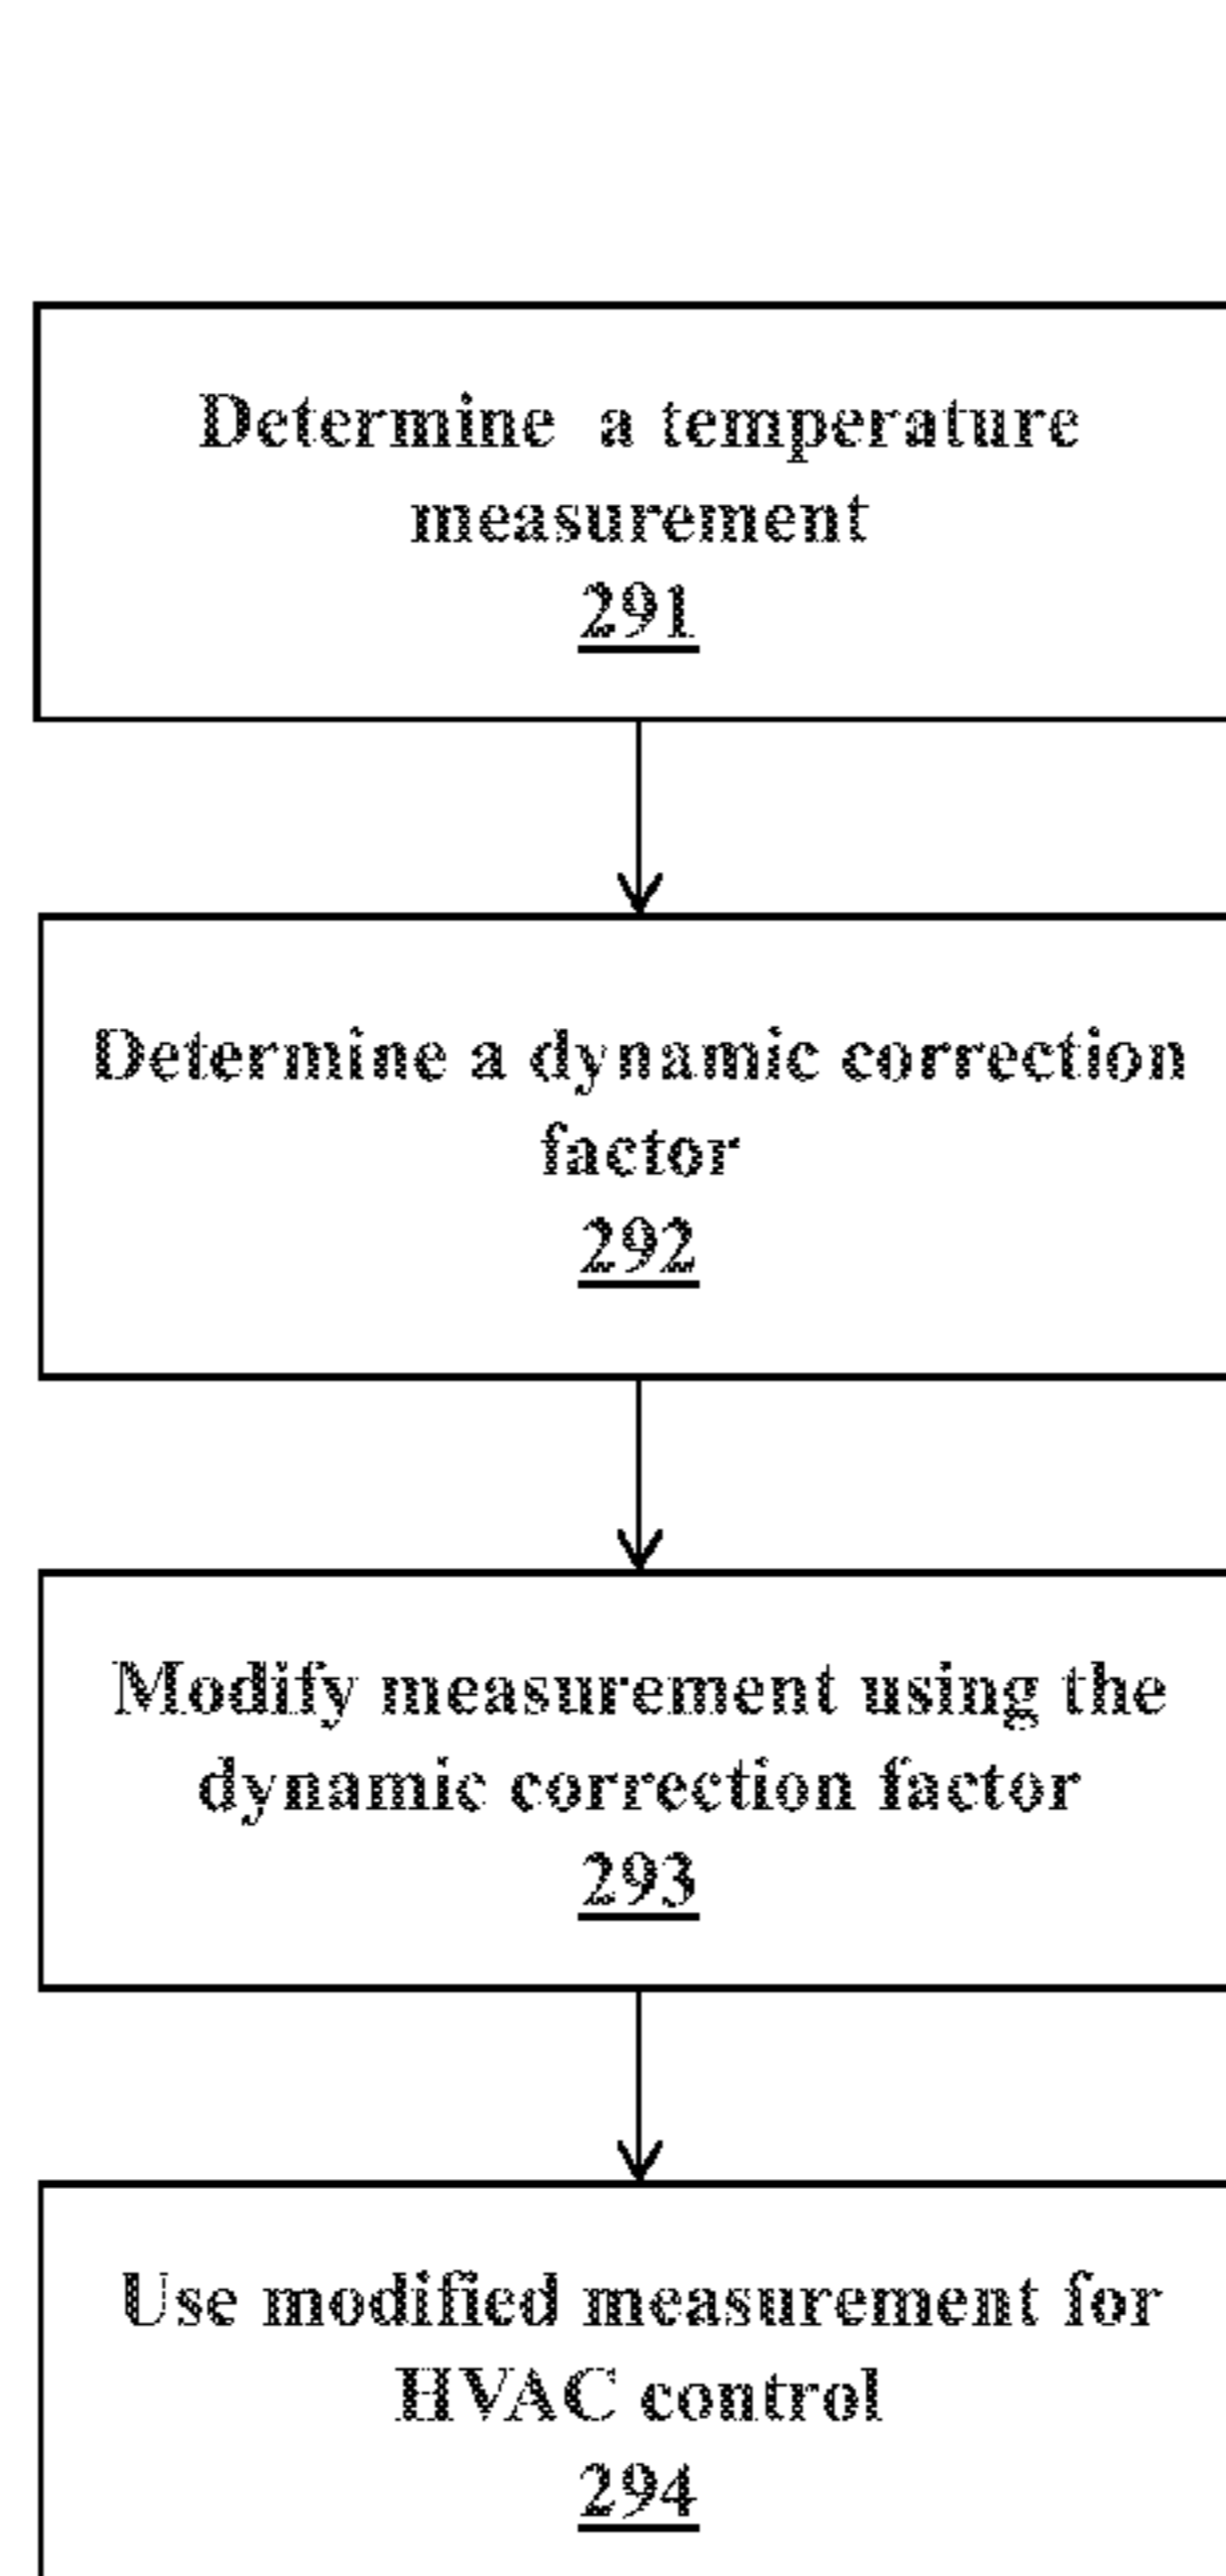 Determine a temperature
measurement
291
Determine a dynamic correction
factor
292
Modify measurement using the
dynamic correction factor
293
Use modified measurement for
HVAC control
294